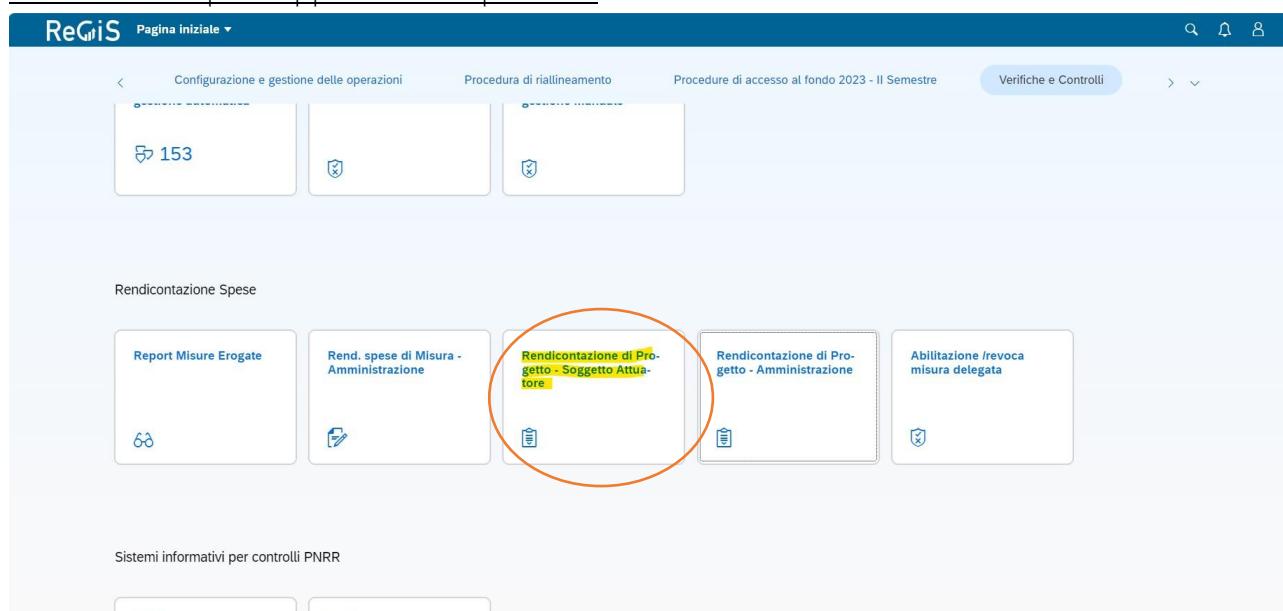 ReGiS Pagina iniziale
Configurazione e gestione delle operazioni Procedura di riallineamento Procedure di accesso al fondo 2023 - II Semestre Verifiche e Controlli
153
Rendicontazione Spese
Report Misure Erogate
Rend. spese di Misura -
Amministrazione
Rendicontazione di Pro-
getto - Soggetto Attua-
tore
Rendicontazione di Pro-
getto - Amministrazione
Abilitazione /revoca
misura delegata
Sistemi informativi per controlli PNRR